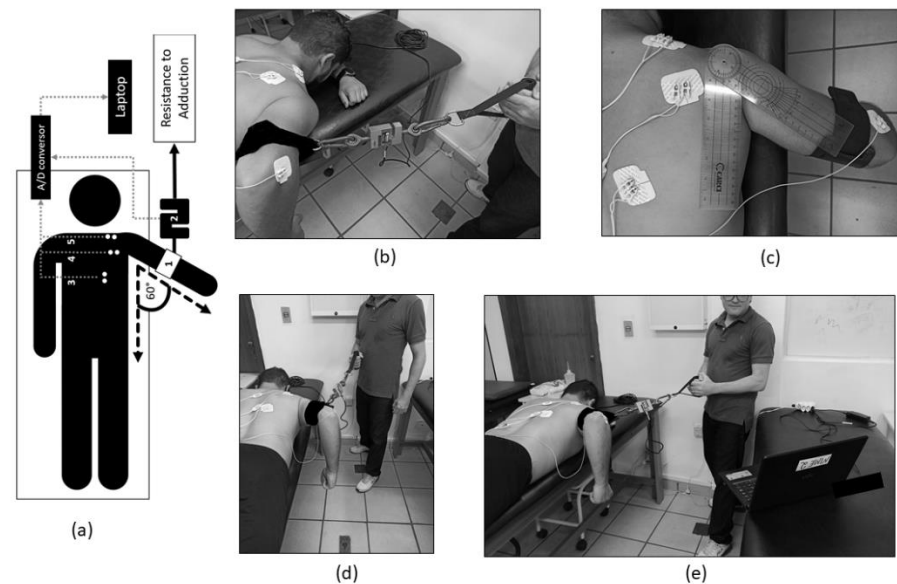 Laptop
A/D conversor
Resistance to
Adduction
5
4
3
2
1
60°
(a)
(b)
(c)
(d)
(e)